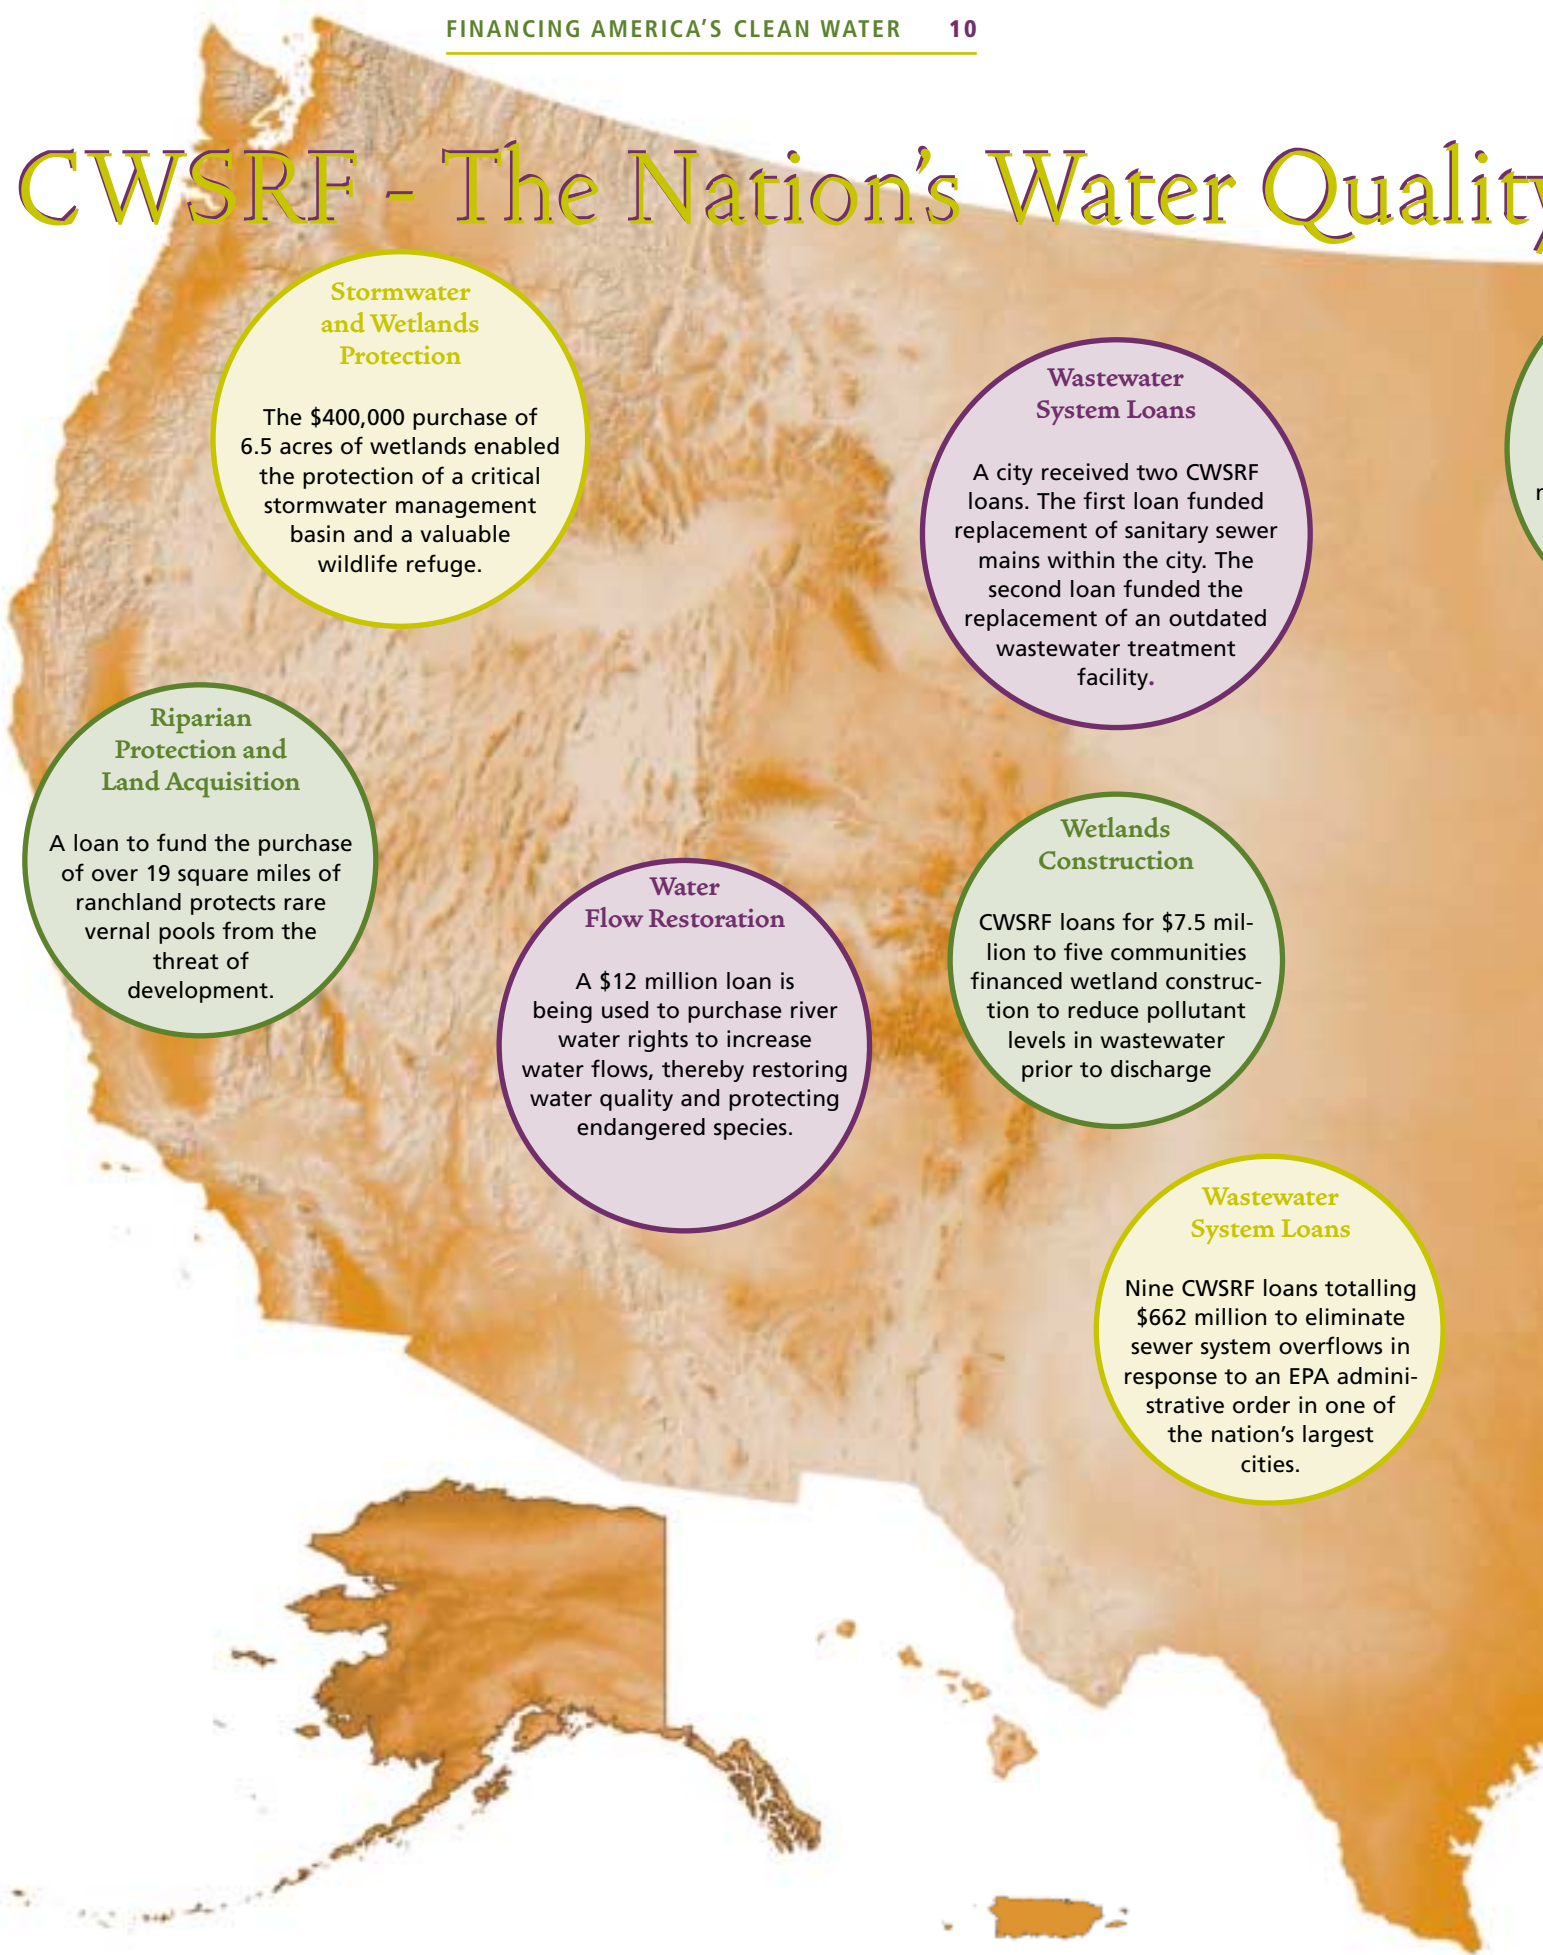 FINANCING AMERICA'S CLEAN WATER 10
CWSRF - The Nation's Water Quality
Stormwater
and Wetlands
Protection
The $400,000 purchase of
6.5 acres of wetlands enabled
the protection of a critical
stormwater management
basin and a valuable
wildlife refuge.
Wastewater
System Loans
A city received two CWSRF
loans. The first loan funded
replacement of sanitary sewer
mains within the city. The
second loan funded the
replacement of an outdated
wastewater treatment
facility.
Riparian
Protection and
Land Acquisition
A loan to fund the purchase
of over 19 square miles of
ranchland protects rare
vernal pools from the
threat of
development.
Water
Flow Restoration
A $12 million loan is
being used to purchase river
water rights to increase
water flows, thereby restoring
water quality and protecting
endangered species.
Wetlands
Construction
CWSRF loans for $7.5 mil-
lion to five communities
financed wetland construc-
tion to reduce pollutant
levels in wastewater
prior to discharge
Wastewater
System Loans
Nine CWSRF loans totalling
$662 million to eliminate
sewer system overflows in
response to an EPA admini-
strative order in one of
the nation's largest
cities.